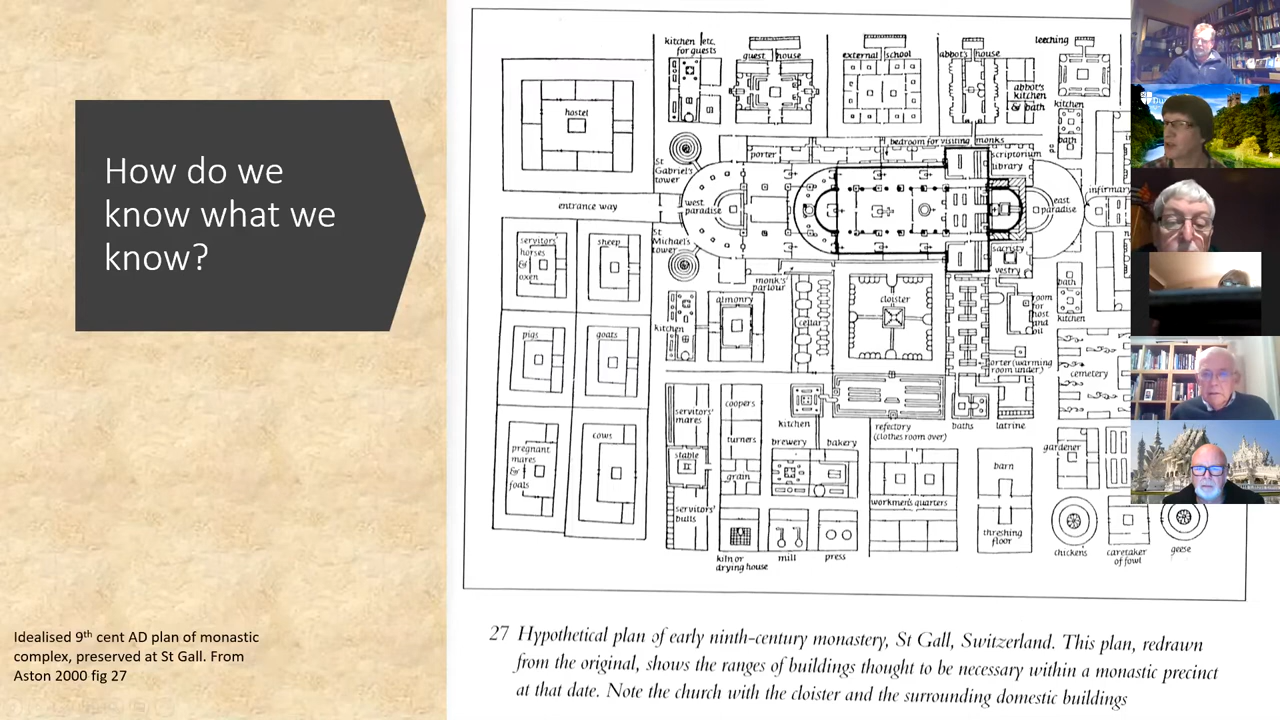 How do we
know what we
know?
Idealised 9th cent AD plan of monastic
complex, preserved at St Gall. From
Aston 2000 fig 27
kitchen etc.
for guests
guest house
external school
abbot's house
leeching
abbot's
kitchen
& bath
kitchen
bath
hostel
St
Gabriel's
tower
porter
bedroom for visiting monks
scriptorium
library
entrance way
west
paradise
east
paradise
infirmary
St
Michael's
tower
sacristy
vestry
servitors'
horses
&
oxen
sheep
monk's
parlour
almonry
kitchen
cellar
cloister
room
for
host
and
oil
bath
kitchen
pigs
goats
porter (warming
room under)
cemetery
servitors'
mares
coopers
turners
grain
kitchen
brewery
bakery
refectory
(clothes room over)
baths
latrine
pregnant
mares
&
foals
cows
stable
servitors'
bulls
gardener
workmen's quarters
barn
threshing
floor
kiln or
drying house
mill
press
chickens
caretaker
of fowl
geese
27 Hypothetical plan of early ninth-century monastery, St Gall, Switzerland. This plan, redrawn
from the original, shows the ranges of buildings thought to be necessary within a monastic precinct
at that date. Note the church with the cloister and the surrounding domestic buildings